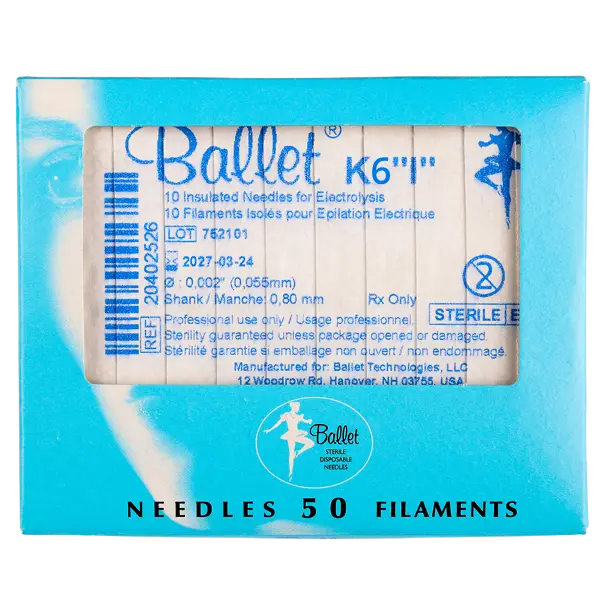 Ballet® K6"I"
10 Insulated Needles for Electrolysis
10 Filaments Isolés pour Epilation Electrique
LOT 752101
2027-03-24
Ø : 0,002" (0,055mm)
Shank / Manche: 0,80 mm Rx Only
REF 20402526
2
STERILE E
Professional use only / Usage professionnel.
Sterility guaranteed unless package opened or damaged.
Stérilité garantie si emballage non ouvert / non endommagé.
Manufactured for: Ballet Technologies, LLC
12 Woodrow Rd, Hanover, NH 03755, USA
Ballet
STERILE
DISPOSABLE
NEEDLES
NEEDLES 50 FILAMENTS